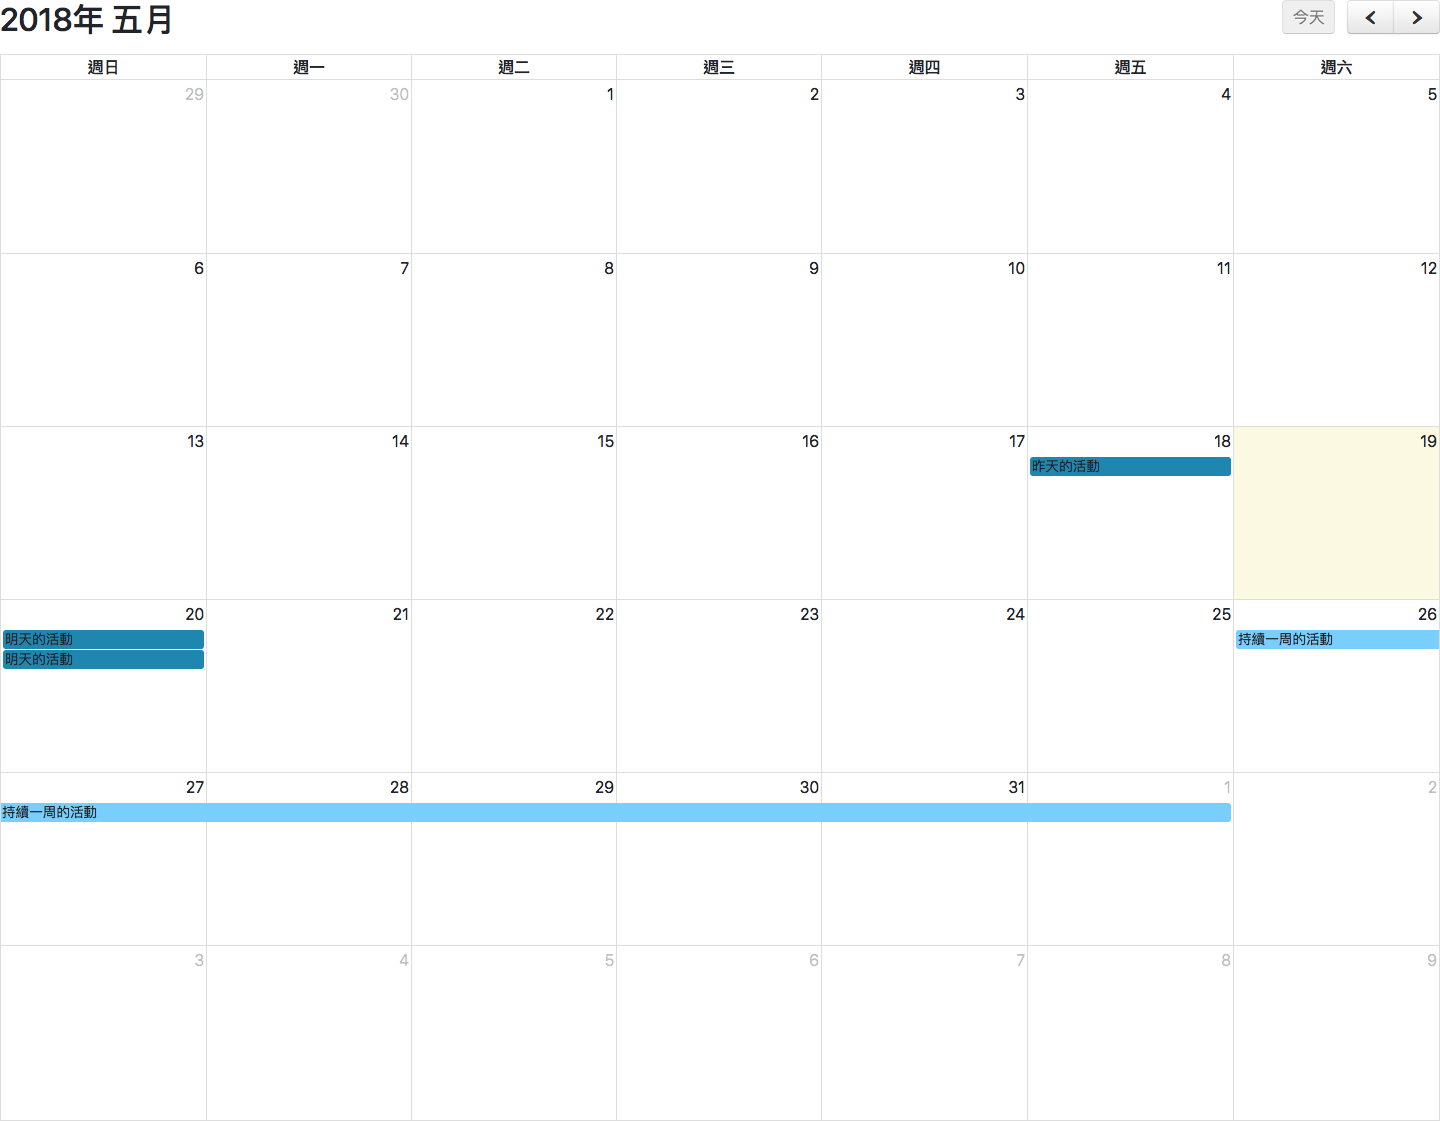 2018年 五月
今天
週日 週一 週二 週三 週四 週五 週六
29 30 1 2 3 4 5
6 7 8 9 10 11 12
13 14 15 16 17 18 19
昨天的活動
20 21 22 23 24 25 26
明天的活動 持續一周的活動
明天的活動
27 28 29 30 31 1 2
持續一周的活動
3 4 5 6 7 8 9